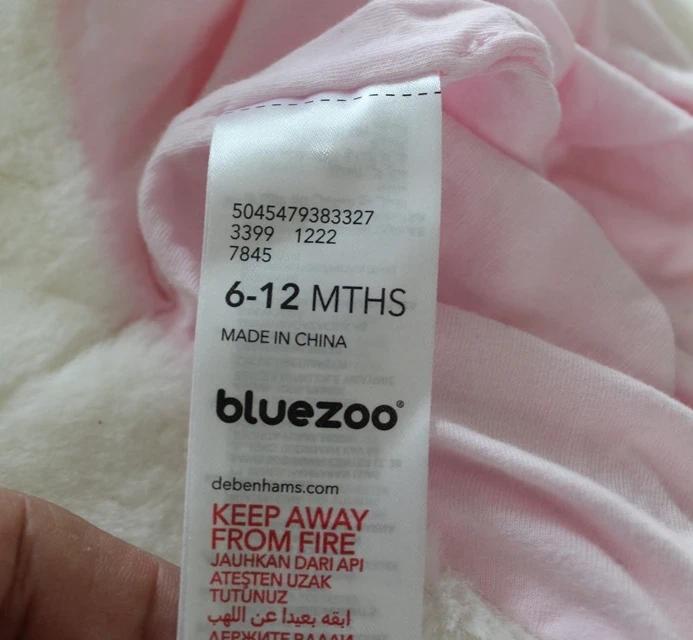 5045479383327
3399 1222
7845
6-12 MTHS
MADE IN CHINA
bluezoo®
debenhams.com
KEEP AWAY
FROM FIRE
JAUHKAN DARI API
ATEŞTEN UZAK
TUTUNUZ
ابقه بعيدا عن اللهب
ДЕРЖИТЕ